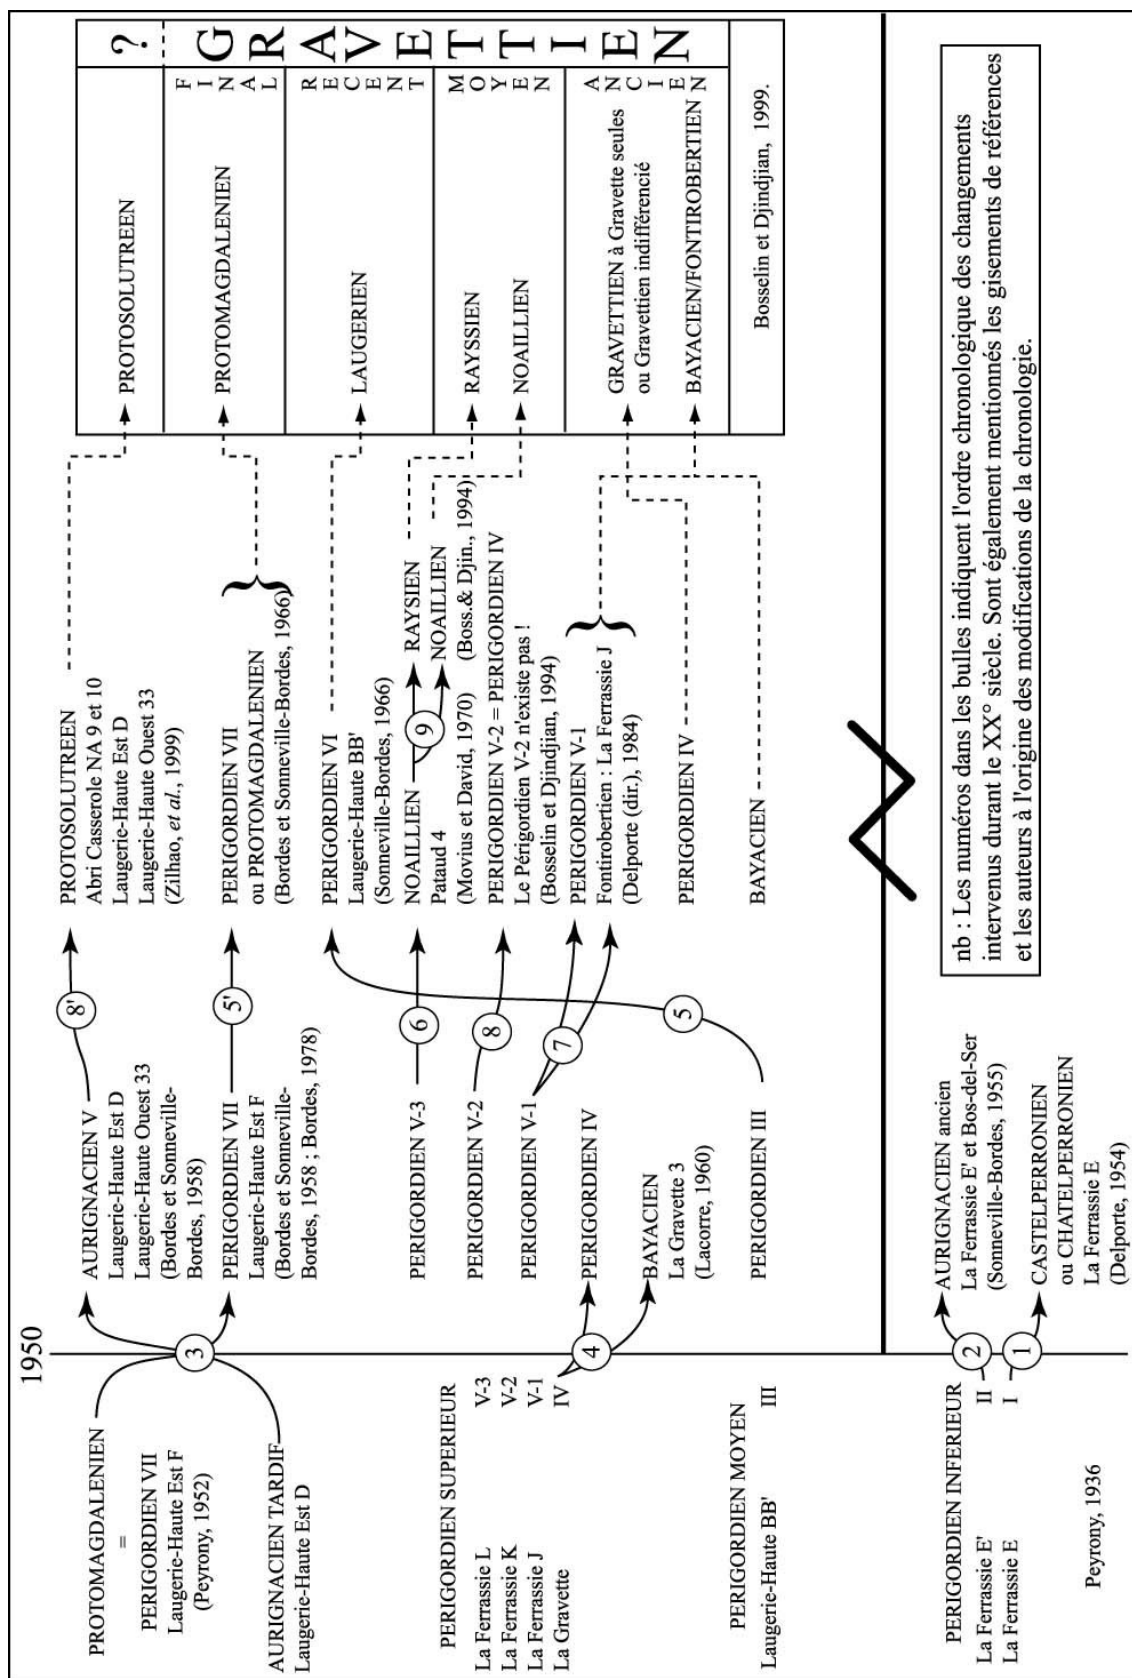 1950
PROTOMAGDALENIEN
=
PERIGORDIEN VII
Laugerie-Haute Est F
(Peyrony, 1952)
AURIGNACIEN TARDIF
Laugerie-Haute Est D
PERIGORDIEN SUPERIEUR
La Ferrassie L V-3
La Ferrassie K V-2
La Ferrassie J V-1
La Gravette IV
PERIGORDIEN MOYEN
Laugerie-Haute BB' III
PERIGORDIEN INFERIEUR
La Ferrassie E' II
La Ferrassie E I
Peyrony, 1936
3
4
2
1
AURIGNACIEN V
Laugerie-Haute Est D
Laugerie-Haute Ouest 33
(Bordes et Sonneville-
Bordes, 1958)
PERIGORDIEN VII
Laugerie-Haute Est F
(Bordes et Sonneville-
Bordes, 1958 ; Bordes, 1978)
PERIGORDIEN V-3
PERIGORDIEN V-2
PERIGORDIEN V-1
PERIGORDIEN IV
BAYACIEN
La Gravette 3
(Lacorre, 1960)
PERIGORDIEN III
AURIGNACIEN ancien
La Ferrassie E' et Bos-del-Ser
(Sonneville-Bordes, 1955)
CASTELPERRONIEN
ou CHATELPERRONIEN
La Ferrassie E
(Delporte, 1954)
8'
5'
6
8
7
5
PROTOSOLUTREEN
Abri Casserole NA 9 et 10
Laugerie-Haute Est D
Laugerie-Haute Ouest 33
(Zilhao, et al., 1999)
PERIGORDIEN VII
ou PROTOMAGDALENIEN
(Bordes et Sonneville-Bordes, 1966)
PERIGORDIEN VI
Laugerie-Haute BB'
(Sonneville-Bordes, 1966)
NOAILLIEN
Pataud 4
(Movius et David, 1970)
9
RAYSIEN
NOAILLIEN
(Boss.& Djin., 1994)
PERIGORDIEN V-2 = PERIGORDIEN IV
Le Périgordien V-2 n'existe pas !
(Bosselin et Djindjian, 1994)
PERIGORDIEN V-1
Fontirobertien : La Ferrassie J
(Delporte (dir.), 1984)
PERIGORDIEN IV
BAYACIEN
PROTOSOLUTREEN
?
PROTOMAGDALENIEN
FINAL
LAUGERIEN
RECENT
RAYSSIEN
NOAILLIEN
MOYEN
GRAVETTIEN à Gravette seules
ou Gravettien indifférencié
BAYACIEN/FONTIROBERTIEN
ANCIEN
GRAVETTIEN
Bosselin et Djindjian, 1999.
nb : Les numéros dans les bulles indiquent l'ordre chronologique des changements
intervenus durant le XX° siècle. Sont également mentionnés les gisements de références
et les auteurs à l'origine des modifications de la chronologie.